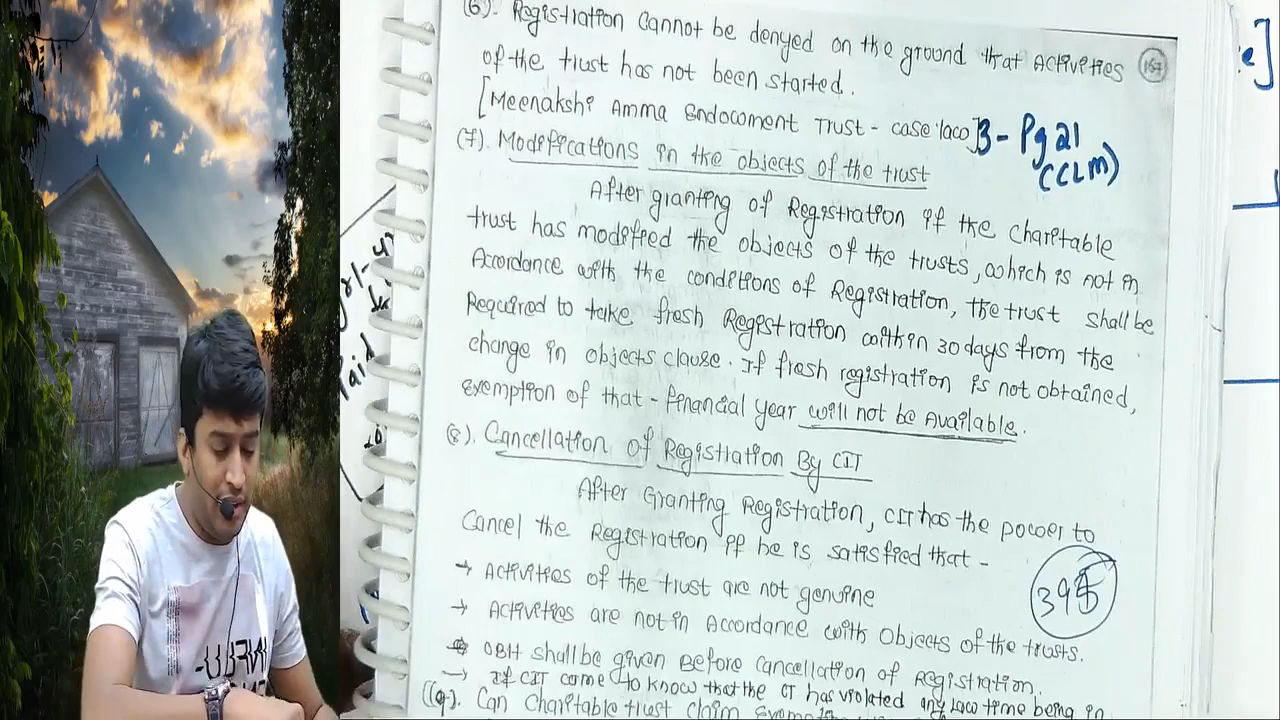 (6). Registration cannot be denyed on the ground that Activities
of the trust has not been started.
167
[Meenakshi Amma Endocoment Trust - case laco]
B - Pg 21
(CCLM)
(7). Modifications in the objects of the trust
After granting of Registration if the charitable
trust has modified the objects of the trusts, which is not in
Accordance with the conditions of Registration, the trust shall be
Required to take fresh Registration within 30 days from the
change in objects clause. If fresh registration is not obtained,
exemption of that - financial year will not be Available.
(8). Cancellation of Registration By CIT
After Granting Registration, CIT has the power to
Cancel the Registration if he is satisfied that -
→ Activities of the trust are not genuine
395
→ Activities are not in Accordance with Objects of the trusts.
OBH shall be given Before cancellation of Registration.
→ If CIT come to know that the CT has violated any law time being in
(9). Can Charitable trust claim
e]
aid